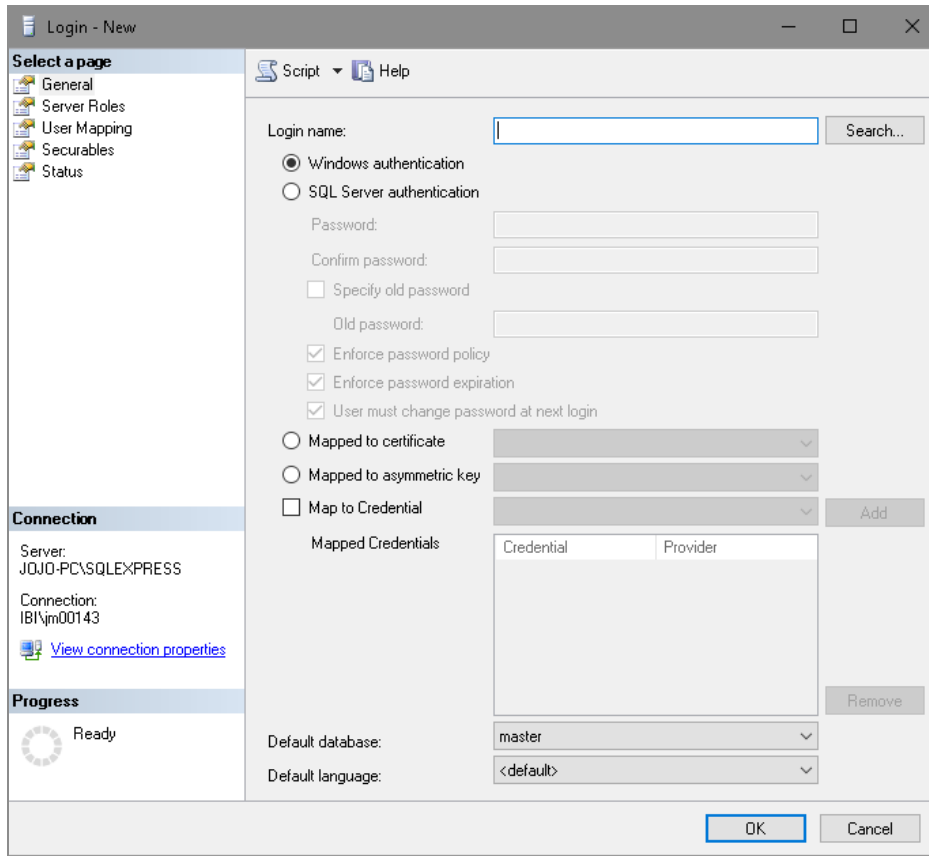 Login - New
Select a page
General
Server Roles
User Mapping
Securables
Status
Script
Help
Login name:
Search...
Windows authentication
SQL Server authentication
Password:
Confirm password:
Specify old password
Old password:
Enforce password policy
Enforce password expiration
User must change password at next login
Mapped to certificate
Mapped to asymmetric key
Map to Credential
Add
Mapped Credentials
Credential Provider
Remove
Default database: master
Default language: <default>
Connection
Server:
JOJO-PC\SQLEXPRESS
Connection:
IBI\jm00143
View connection properties
Progress
Ready
OK
Cancel